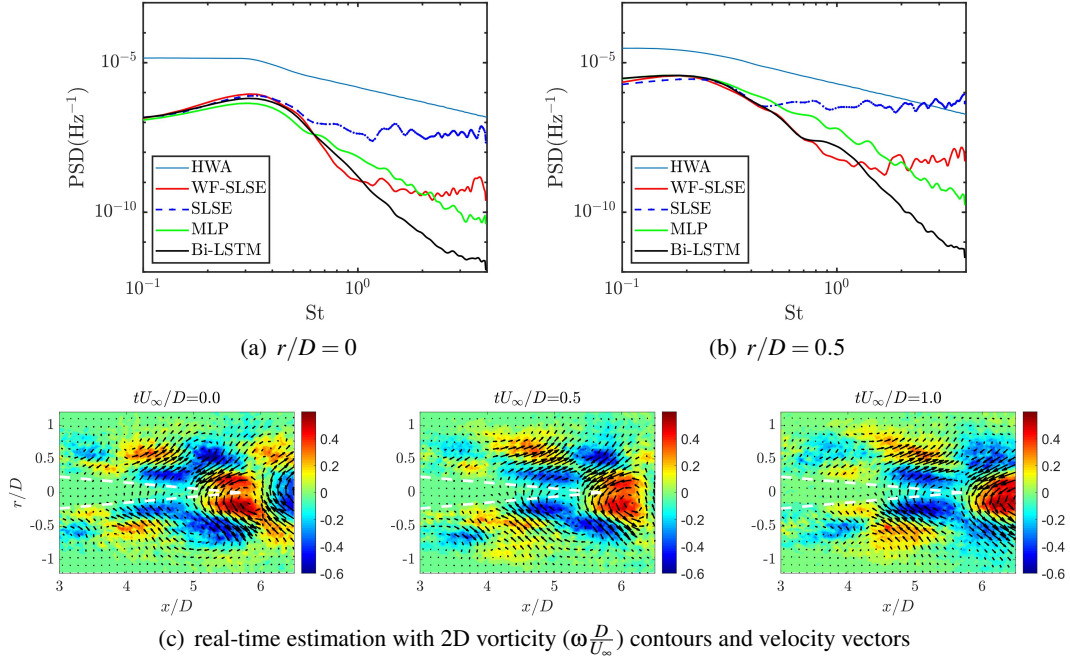 PSD(Hz⁻¹)
10⁻⁵
10⁻¹⁰
HWA
WF-SLSE
SLSE
MLP
Bi-LSTM
10⁻¹ 10⁰
St
(a) r/D = 0
PSD(Hz⁻¹)
10⁻⁵
10⁻¹⁰
HWA
WF-SLSE
SLSE
MLP
Bi-LSTM
10⁻¹ 10⁰
St
(b) r/D = 0.5
tU∞/D=0.0
r/D
1
0.5
0
-0.5
-1
3 4 5 6
x/D
0.4
0.2
0
-0.2
-0.4
-0.6
tU∞/D=0.5
1
0.5
0
-0.5
-1
3 4 5 6
x/D
0.4
0.2
0
-0.2
-0.4
-0.6
tU∞/D=1.0
1
0.5
0
-0.5
-1
3 4 5 6
x/D
0.4
0.2
0
-0.2
-0.4
-0.6
(c) real-time estimation with 2D vorticity (ω D/U∞) contours and velocity vectors